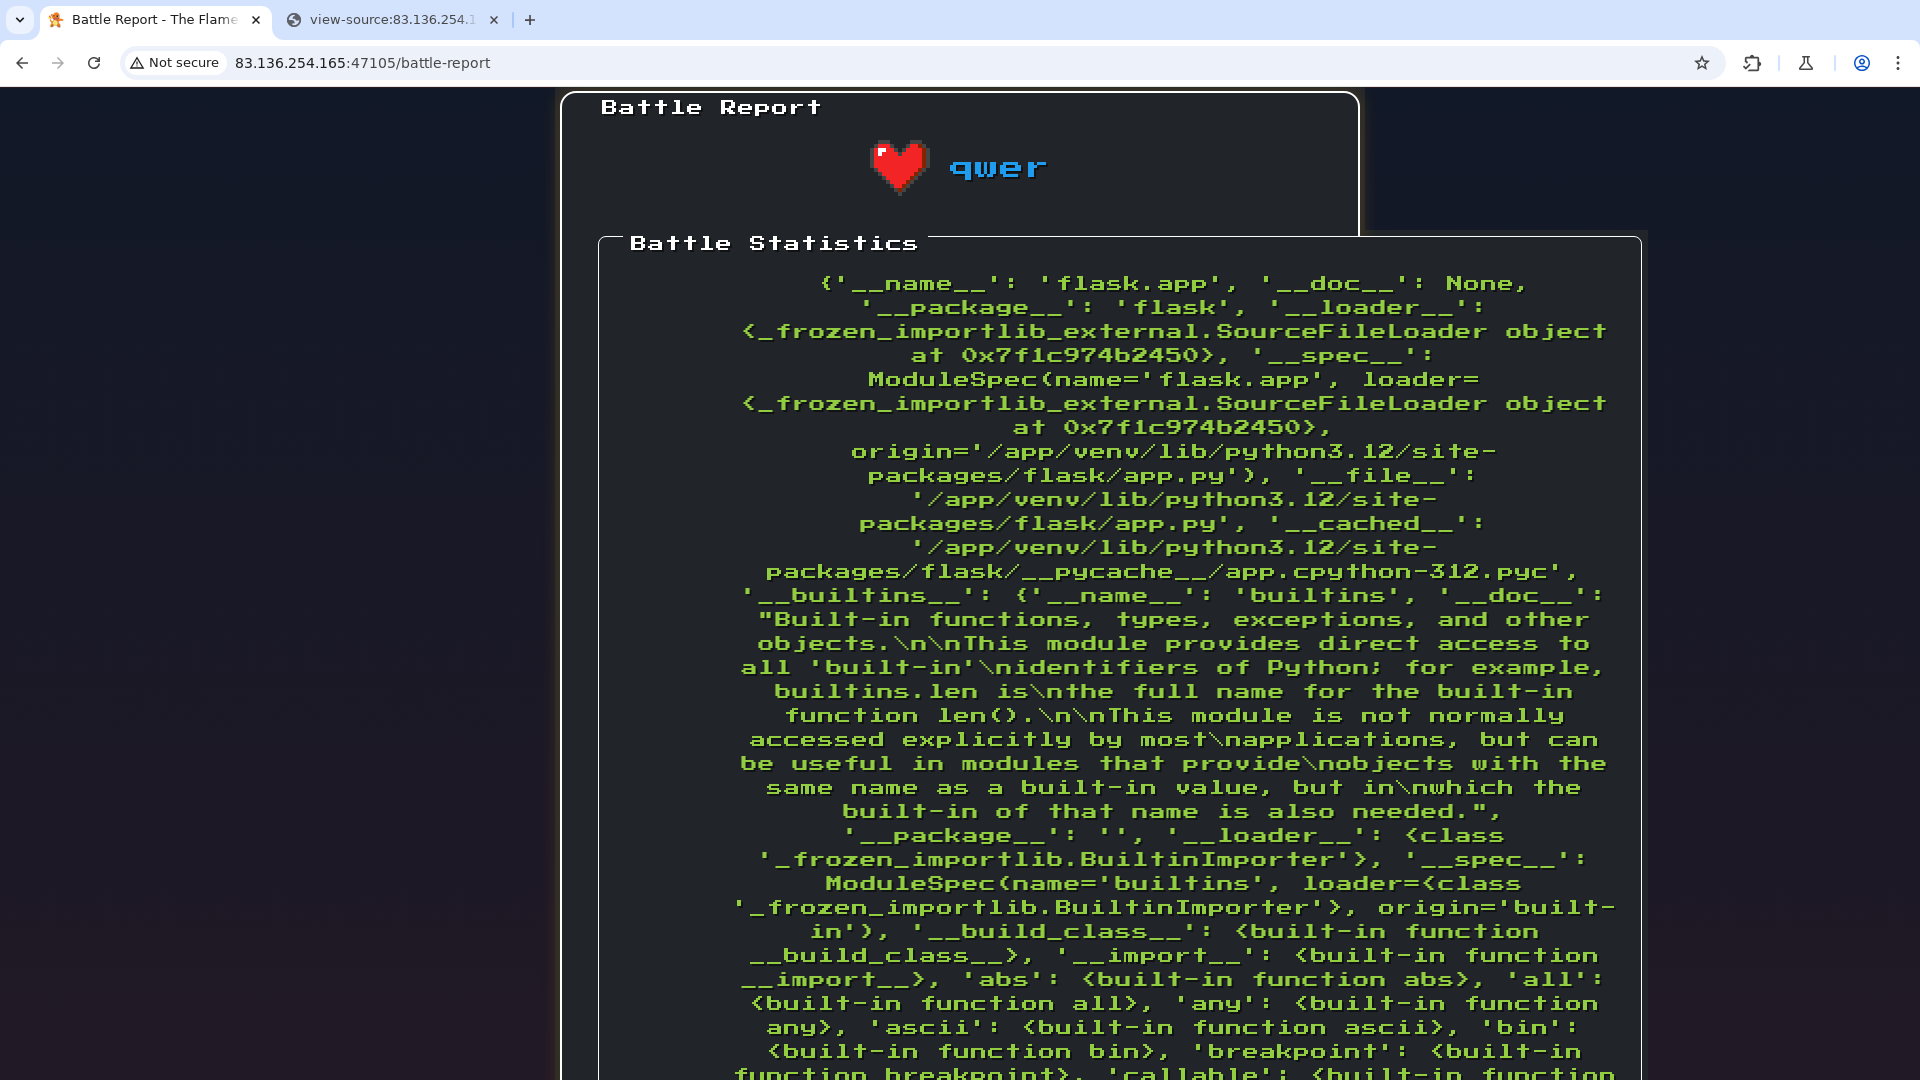 Battle Report - The Flame
view-source:83.136.254.1
Not secure
83.136.254.165:47105/battle-report
Battle Report
qwer
Battle Statistics
{'__name__': 'flask.app', '__doc__': None,
'__package__': 'flask', '__loader__':
<_frozen_importlib_external.SourceFileLoader object
at 0x7f1c974b2450>, '__spec__':
ModuleSpec(name='flask.app', loader=
<_frozen_importlib_external.SourceFileLoader object
at 0x7f1c974b2450>,
origin='/app/venv/lib/python3.12/site-
packages/flask/app.py'), '__file__':
'/app/venv/lib/python3.12/site-
packages/flask/app.py', '__cached__':
'/app/venv/lib/python3.12/site-
packages/flask/__pycache__/app.cpython-312.pyc',
'__builtins__': {'__name__': 'builtins', '__doc__':
"Built-in functions, types, exceptions, and other
objects.\n\nThis module provides direct access to
all 'built-in'\nidentifiers of Python; for example,
builtins.len is\nthe full name for the built-in
function len().\n\nThis module is not normally
accessed explicitly by most\napplications, but can
be useful in modules that provide\nobjects with the
same name as a built-in value, but in\nwhich the
built-in of that name is also needed.",
'__package__': '', '__loader__': <class
'_frozen_importlib.BuiltinImporter'>, '__spec__':
ModuleSpec(name='builtins', loader=<class
'_frozen_importlib.BuiltinImporter'>, origin='built-
in'), '__build_class__': <built-in function
__build_class__>, '__import__': <built-in function
__import__>, 'abs': <built-in function abs>, 'all':
<built-in function all>, 'any': <built-in function
any>, 'ascii': <built-in function ascii>, 'bin':
<built-in function bin>, 'breakpoint': <built-in
function breakpoint>, 'callable': <built-in function